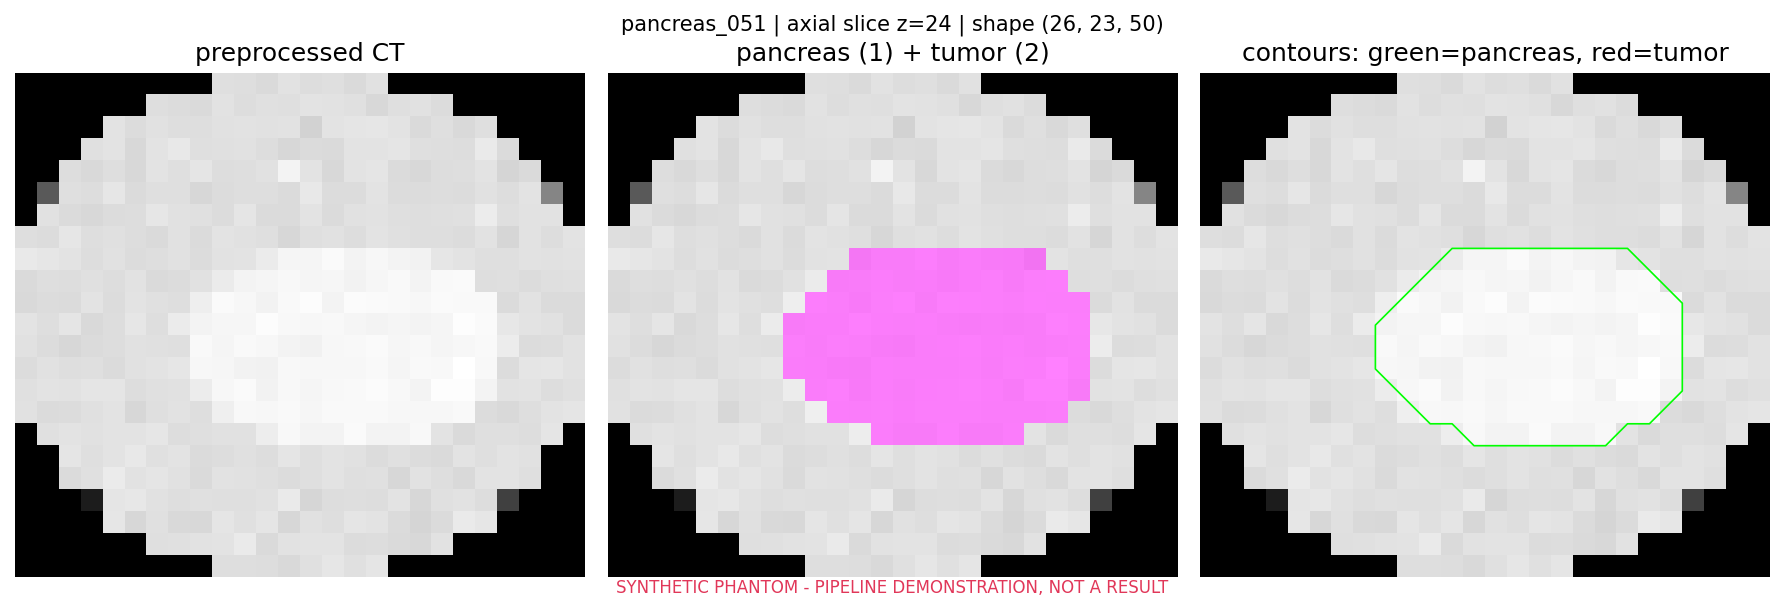 pancreas_051 | axial slice z=24 | shape (26, 23, 50)
preprocessed CT
pancreas (1) + tumor (2)
contours: green=pancreas, red=tumor
SYNTHETIC PHANTOM - PIPELINE DEMONSTRATION, NOT A RESULT